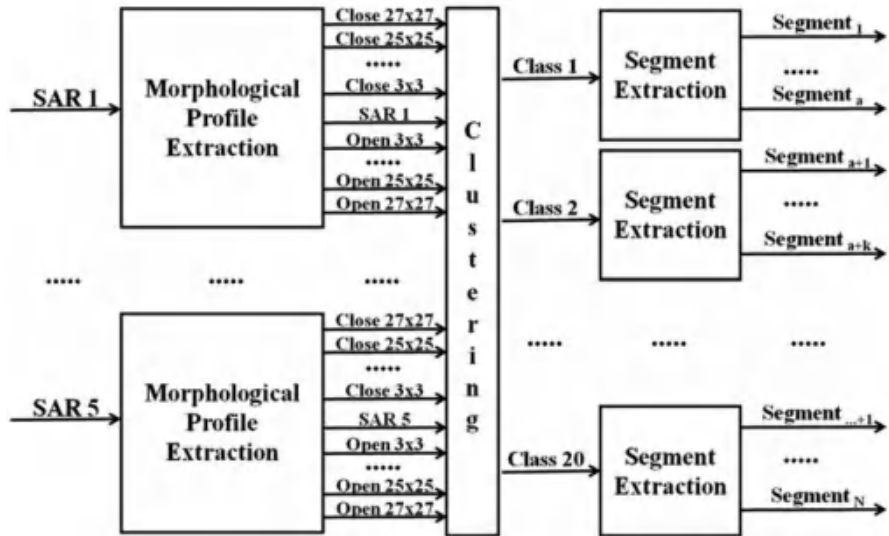 SAR 1
Morphological
Profile
Extraction
Close 27x27
Close 25x25
.....
Close 3x3
SAR 1
Open 3x3
.....
Open 25x25
Open 27x27
.....
.....
.....
SAR 5
Morphological
Profile
Extraction
Close 27x27
Close 25x25
.....
Close 3x3
SAR 5
Open 3x3
.....
Open 25x25
Open 27x27
Clustering
Class 1
Segment
Extraction
Segment 1
.....
Segment a
Class 2
Segment
Extraction
Segment a+1
.....
Segment a+k
.....
.....
.....
Class 20
Segment
Extraction
Segment ...+1
.....
Segment N